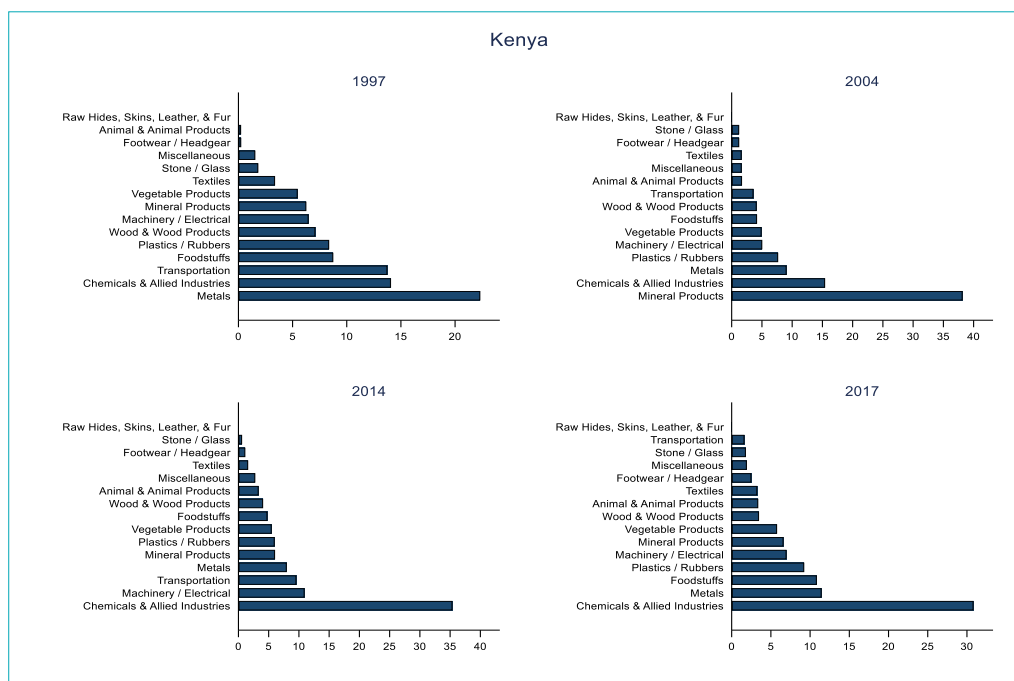 Kenya
1997
Raw Hides, Skins, Leather, & Fur
Animal & Animal Products
Footwear / Headgear
Miscellaneous
Stone / Glass
Textiles
Vegetable Products
Mineral Products
Machinery / Electrical
Wood & Wood Products
Plastics / Rubbers
Foodstuffs
Transportation
Chemicals & Allied Industries
Metals
0 5 10 15 20
2004
Raw Hides, Skins, Leather, & Fur
Stone / Glass
Footwear / Headgear
Textiles
Miscellaneous
Animal & Animal Products
Transportation
Wood & Wood Products
Foodstuffs
Vegetable Products
Machinery / Electrical
Plastics / Rubbers
Metals
Chemicals & Allied Industries
Mineral Products
0 5 10 15 20 25 30 35 40
2014
Raw Hides, Skins, Leather, & Fur
Stone / Glass
Footwear / Headgear
Textiles
Miscellaneous
Animal & Animal Products
Wood & Wood Products
Foodstuffs
Vegetable Products
Plastics / Rubbers
Mineral Products
Metals
Transportation
Machinery / Electrical
Chemicals & Allied Industries
0 5 10 15 20 25 30 35 40
2017
Raw Hides, Skins, Leather, & Fur
Transportation
Stone / Glass
Miscellaneous
Footwear / Headgear
Textiles
Animal & Animal Products
Wood & Wood Products
Vegetable Products
Mineral Products
Machinery / Electrical
Plastics / Rubbers
Foodstuffs
Metals
Chemicals & Allied Industries
0 5 10 15 20 25 30